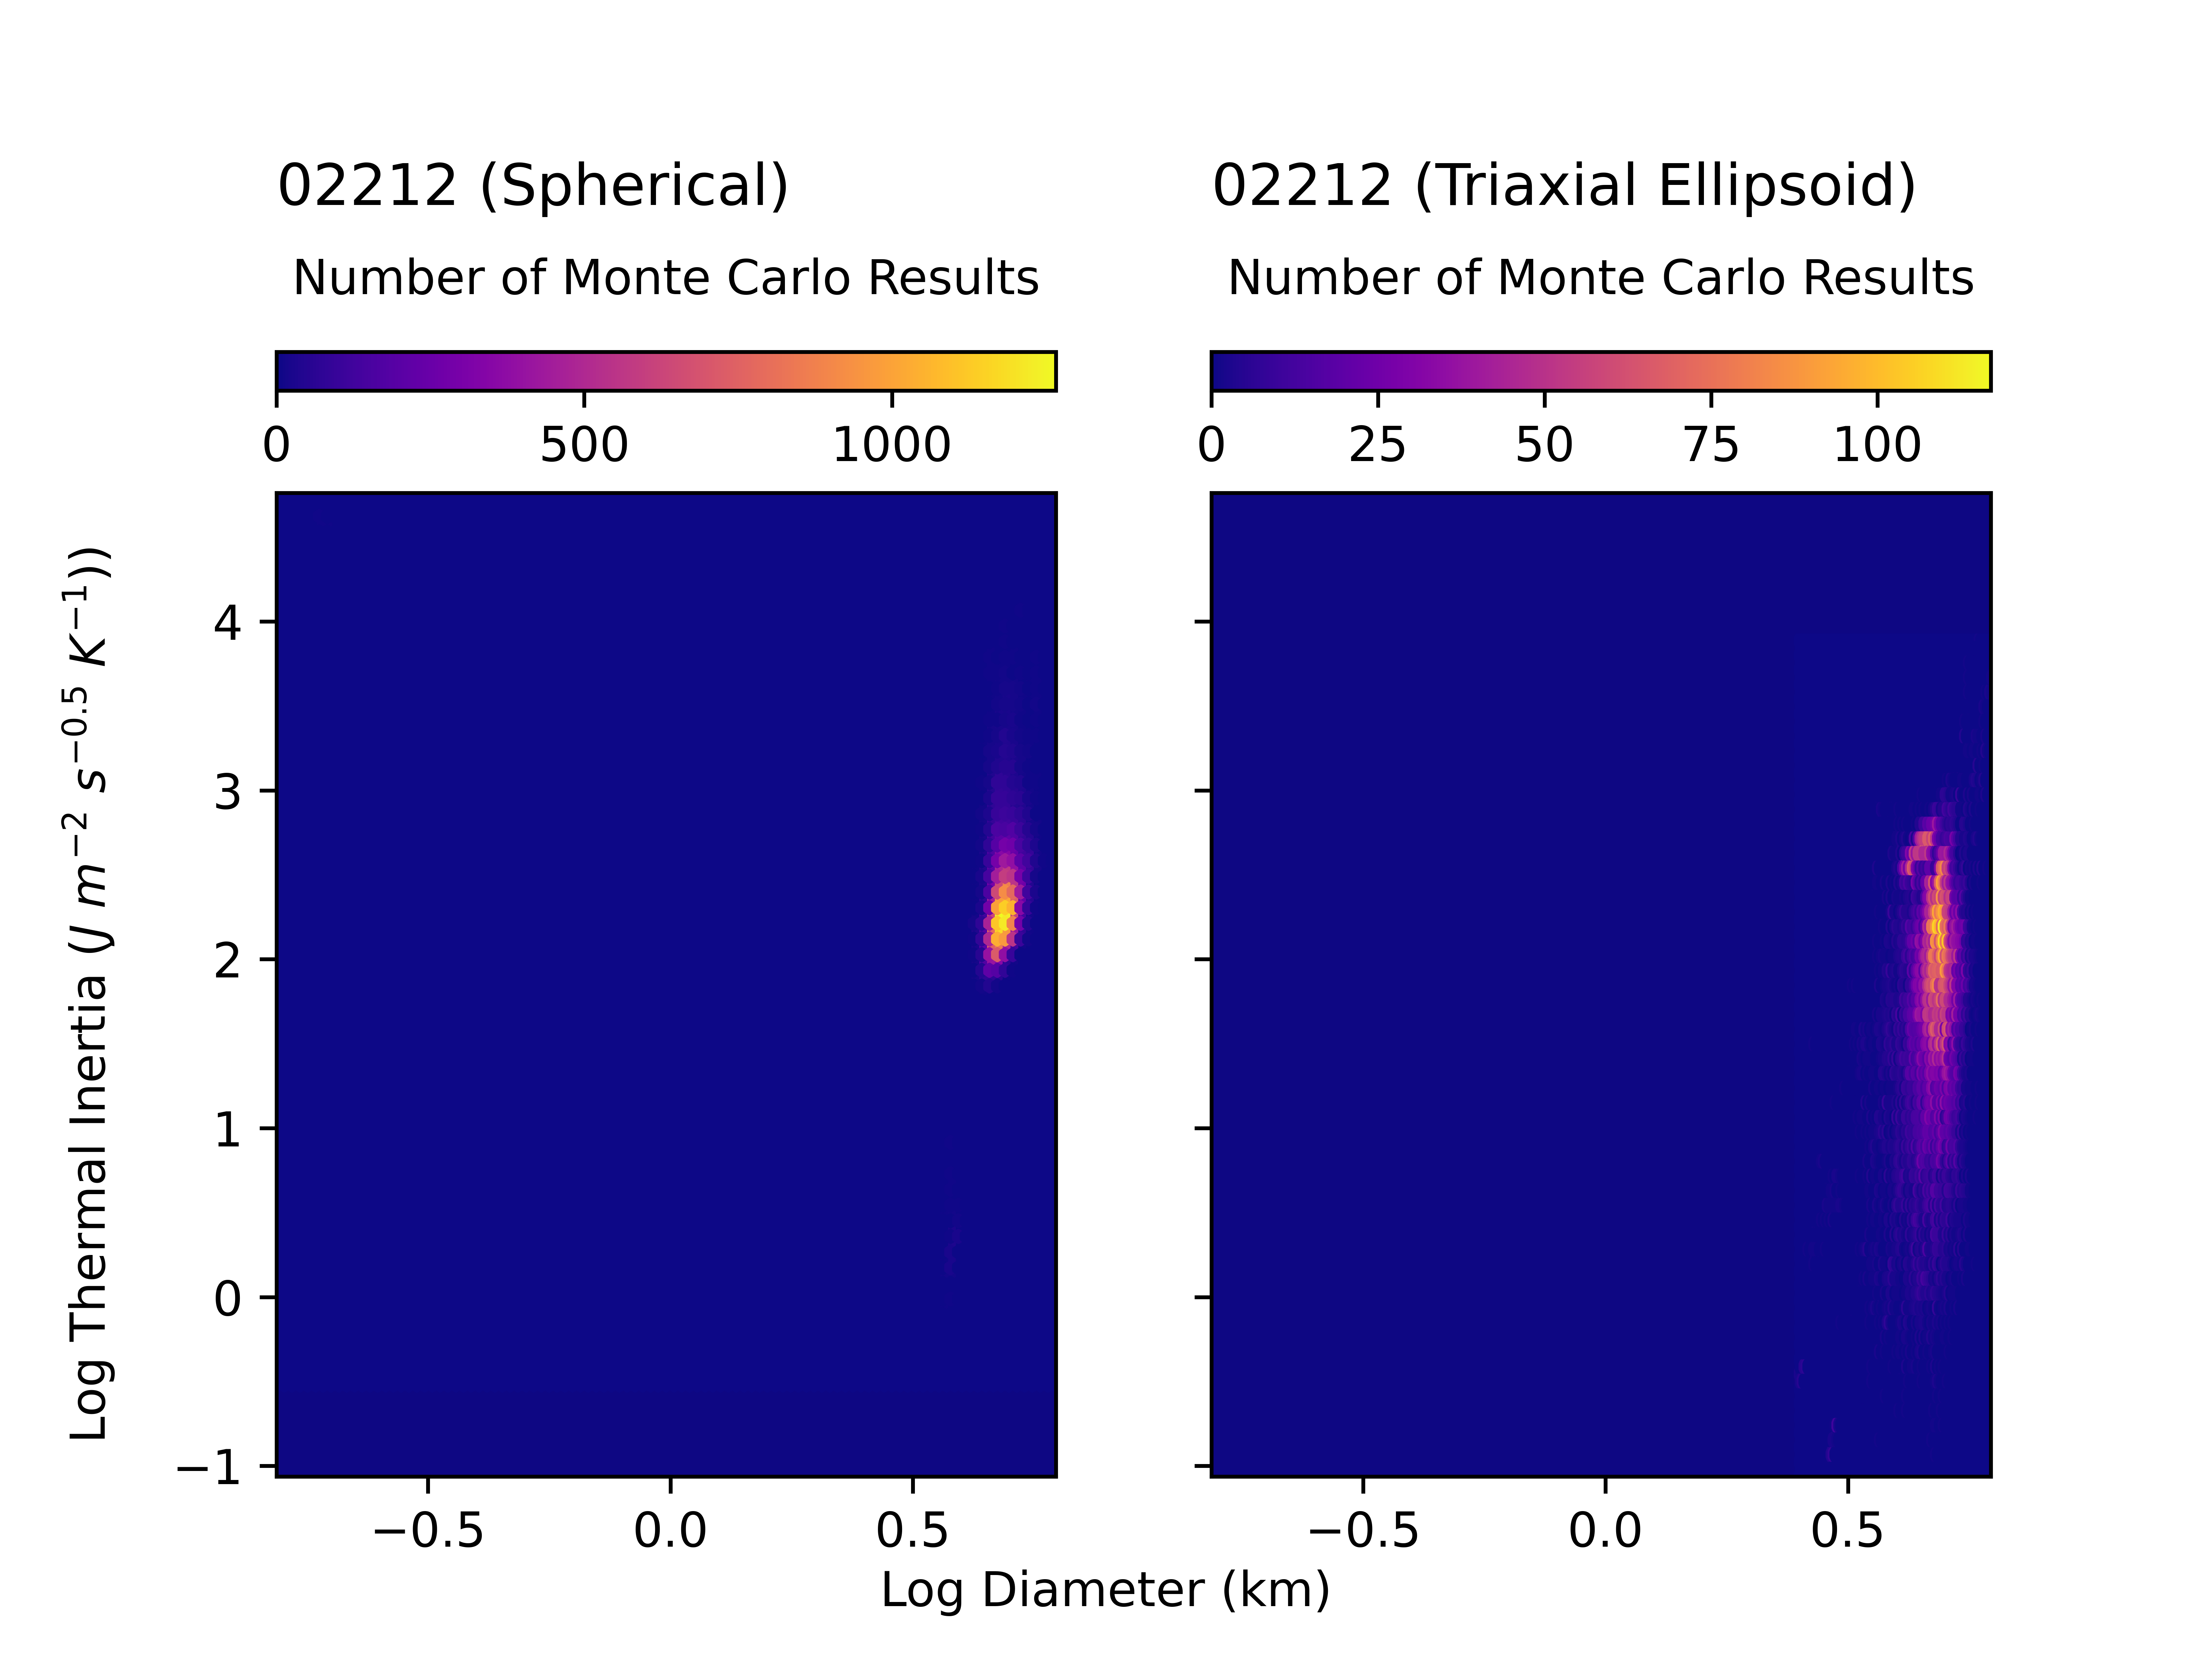 02212 (Spherical)
Number of Monte Carlo Results
0 500 1000
02212 (Triaxial Ellipsoid)
Number of Monte Carlo Results
0 25 50 75 100
Log Thermal Inertia (J m⁻² s⁻⁰·⁵ K⁻¹))
4
3
2
1
0
−1
−0.5 0.0 0.5
−0.5 0.0 0.5
Log Diameter (km)